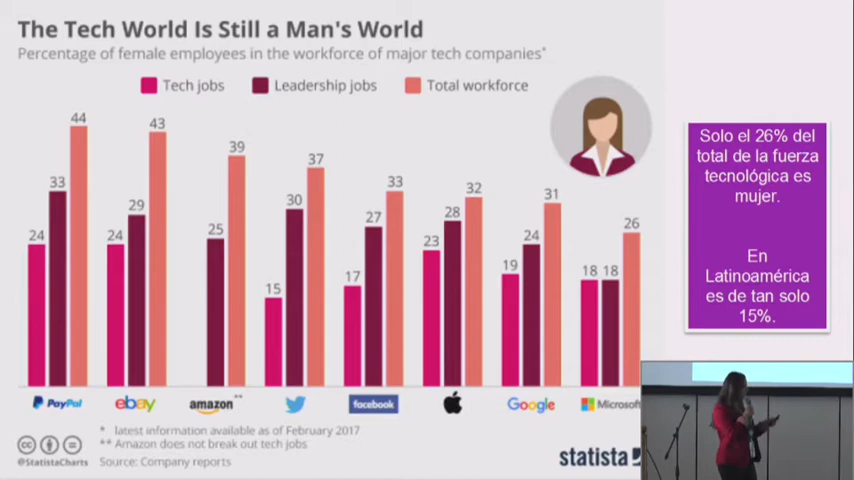 The Tech World Is Still a Man's World
Percentage of female employees in the workforce of major tech companies*
Tech jobs
Leadership jobs
Total workforce
24 33 44
24 29 43
25 39
15 30 37
17 27 33
23 28 32
19 24 31
18 18 26
PayPal
ebay
amazon**
facebook
Google
Microsoft
* latest information available as of February 2017
** Amazon does not break out tech jobs
@StatistaCharts
Source: Company reports
statista
Solo el 26% del
total de la fuerza
tecnológica es
mujer.
En
Latinoamérica
es de tan solo
15%.